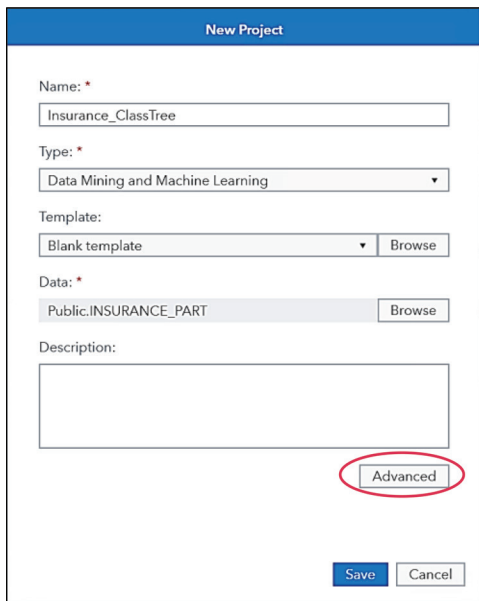 New Project
Name: *
Insurance_ClassTree
Type: *
Data Mining and Machine Learning
Template:
Blank template Browse
Data: *
Public.INSURANCE_PART Browse
Description:
Advanced
Save Cancel